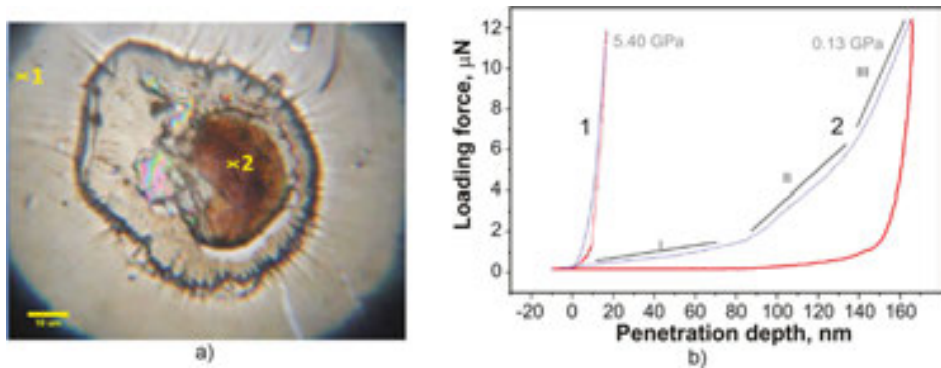 ×1
×2
10 um
a)
Loading force, µN
12
10
8
6
4
2
0
5.40 GPa
0.13 GPa
1
2
I
II
III
-20 0 20 40 60 80 100 120 140 160
Penetration depth, nm
b)